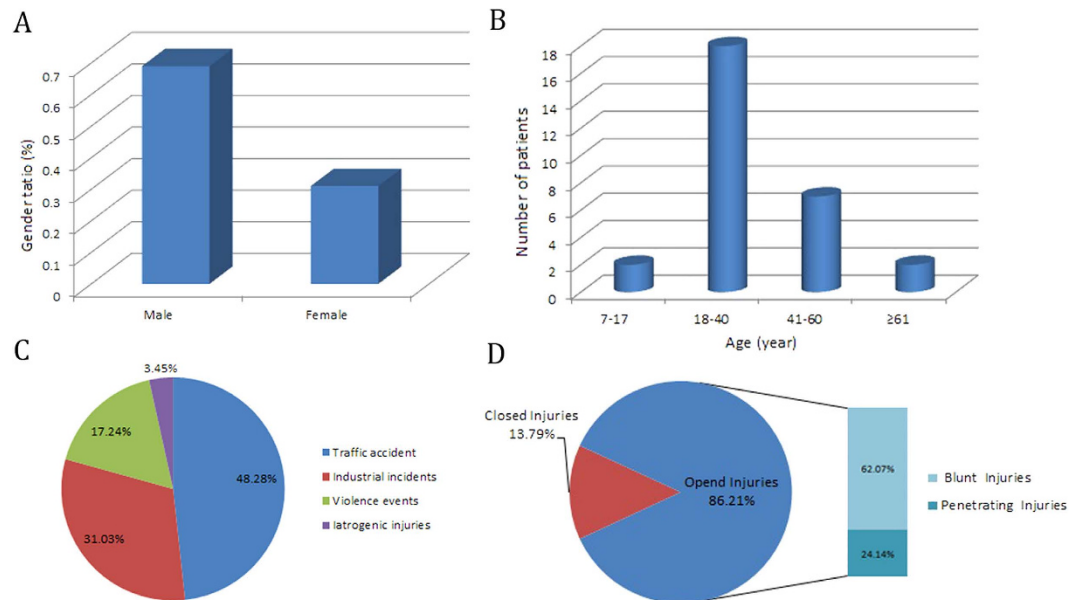 A
Gender tatio (%)
0.7
0.6
0.5
0.4
0.3
0.2
0.1
0
Male
Female
B
Number of patients
18
16
14
12
10
8
6
4
2
0
7-17
18-40
41-60
≥61
Age (year)
C
3.45%
17.24%
48.28%
31.03%
Traffic accident
Industrial incidents
Violence events
Iatrogenic injuries
D
Closed Injuries
13.79%
Opend Injuries
86.21%
62.07%
24.14%
Blunt Injuries
Penetrating Injuries